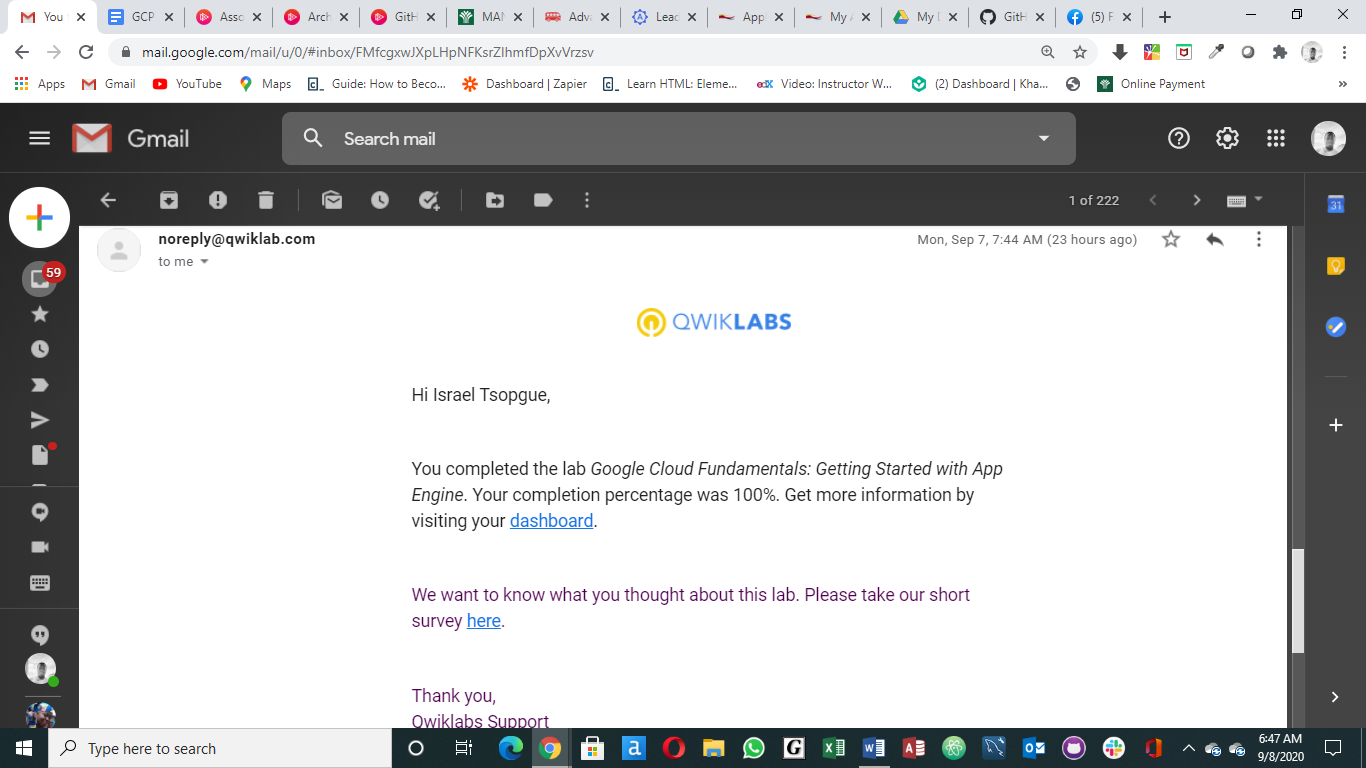 You
GCP
Asso
Arch
GitH
MAN
Adva
Lead
App
My A
My D
GitH
(5) F
mail.google.com/mail/u/0/#inbox/FMfcgxwJXpLHpNFKsrZlhmfDpXvVrzsv
Apps
Gmail
YouTube
Maps
Guide: How to Beco...
Dashboard | Zapier
Learn HTML: Eleme...
edX
Video: Instructor W...
(2) Dashboard | Kha...
Online Payment
Gmail
Search mail
1 of 222
31
59
noreply@qwiklab.com
Mon, Sep 7, 7:44 AM (23 hours ago)
to me
QWIKLABS
Hi Israel Tsopgue,
You completed the lab Google Cloud Fundamentals: Getting Started with App
Engine. Your completion percentage was 100%. Get more information by
visiting your dashboard.
We want to know what you thought about this lab. Please take our short
survey here.
Thank you,
Qwiklabs Support
Type here to search
6:47 AM
9/8/2020